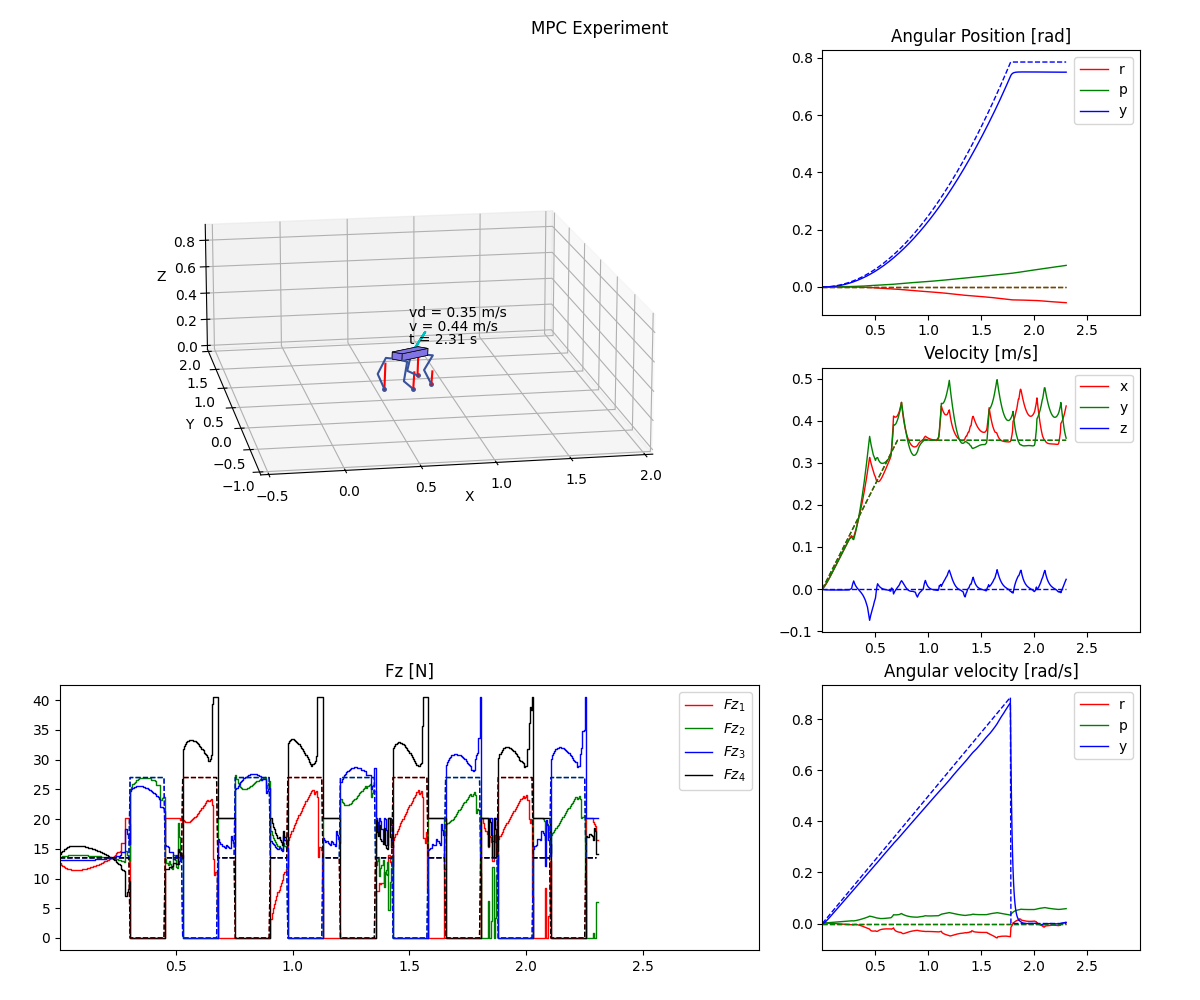 MPC Experiment
Z
0.8
0.6
0.4
0.2
0.0
2.0
1.5
1.0
Y
0.5
0.0
−0.5
−1.0
−0.5
0.0
0.5
X
1.0
1.5
2.0
vd = 0.35 m/s
v = 0.44 m/s
t = 2.31 s
Angular Position [rad]
0.8
0.6
0.4
0.2
0.0
0.5 1.0 1.5 2.0 2.5
r
p
y
Velocity [m/s]
0.5
0.4
0.3
0.2
0.1
0.0
−0.1
0.5 1.0 1.5 2.0 2.5
x
y
z
Fz [N]
40
35
30
25
20
15
10
5
0
0.5 1.0 1.5 2.0 2.5
Fz1
Fz2
Fz3
Fz4
Angular velocity [rad/s]
0.8
0.6
0.4
0.2
0.0
0.5 1.0 1.5 2.0 2.5
r
p
y